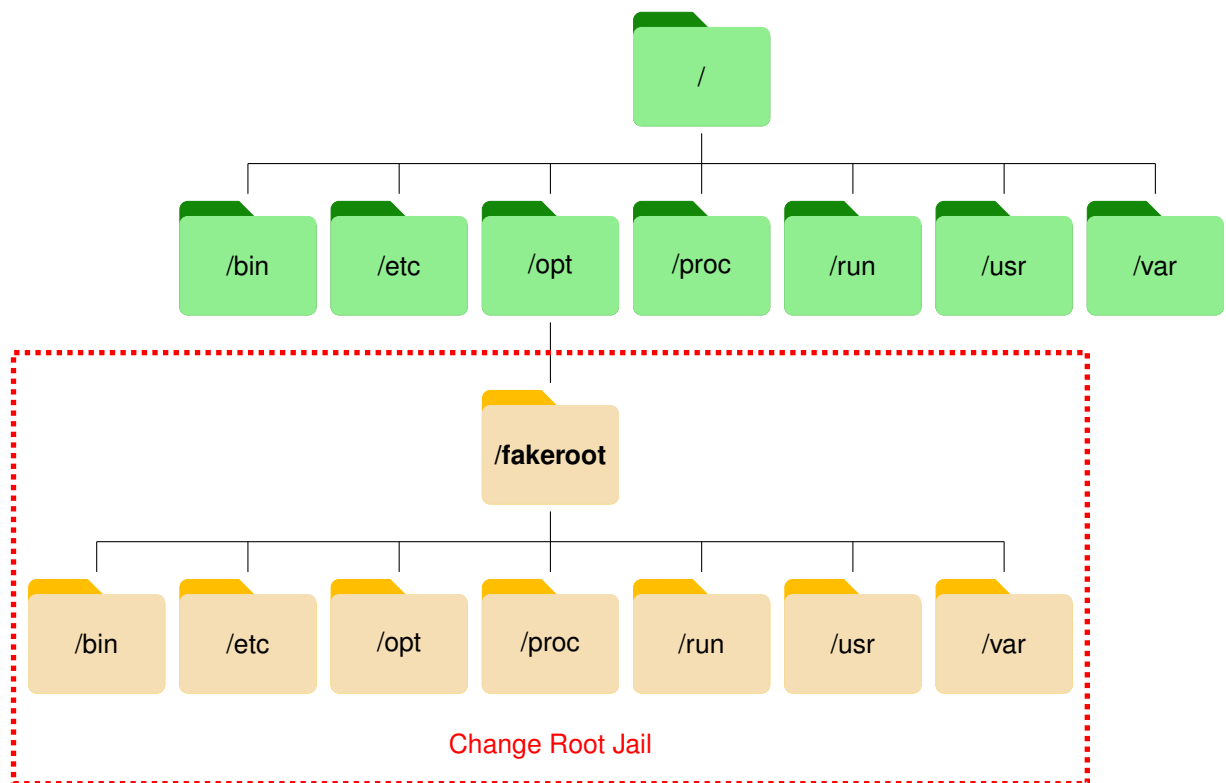 /
/bin
/etc
/opt
/proc
/run
/usr
/var
/fakeroot
/bin
/etc
/opt
/proc
/run
/usr
/var
Change Root Jail